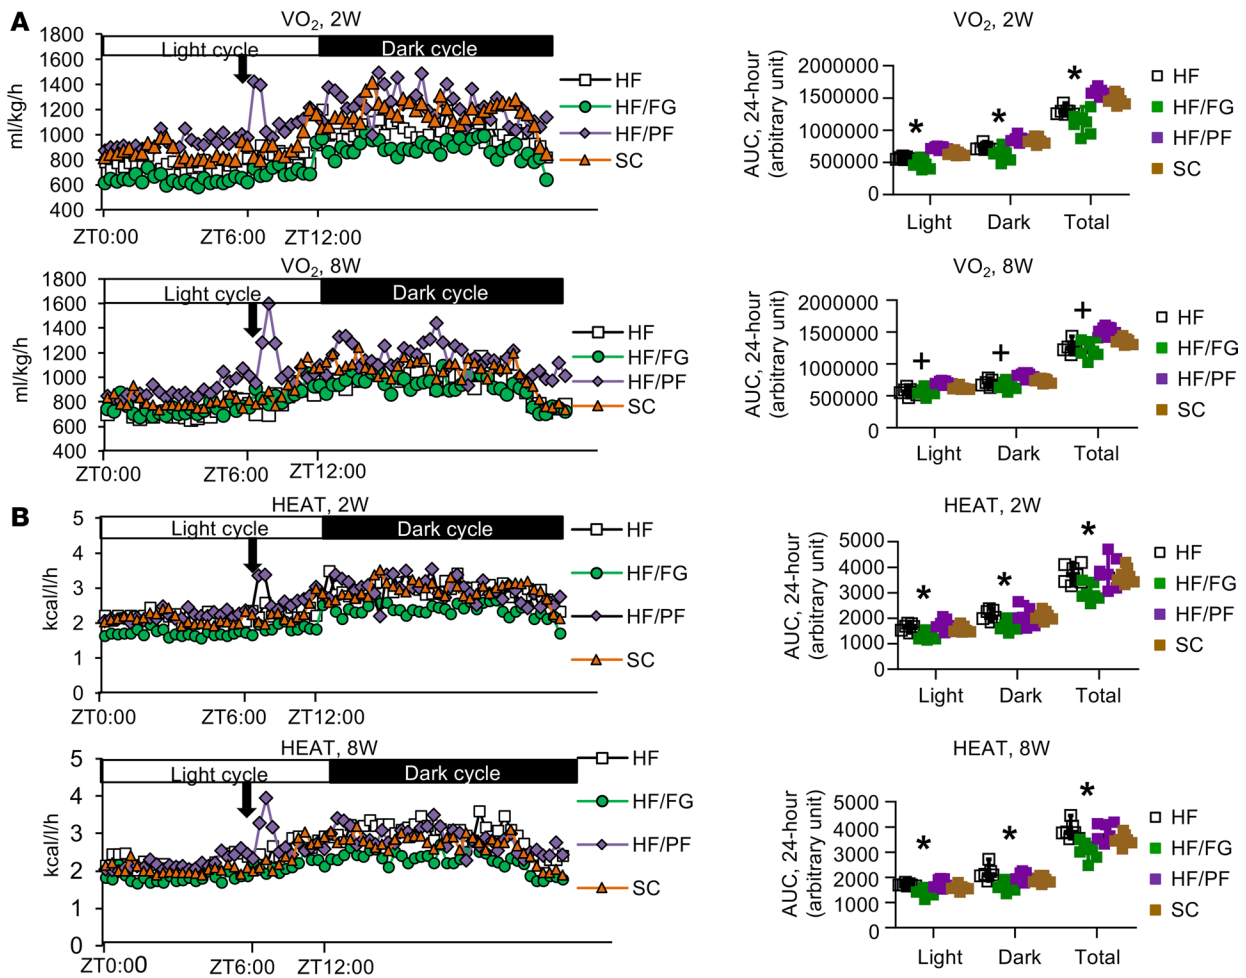 A
VO2, 2W
1800
1600
1400
1200
1000
800
600
400
ml/kg/h
Light cycle
Dark cycle
ZT0:00
ZT6:00
ZT12:00
HF
HF/FG
HF/PF
SC
VO2, 2W
AUC, 24-hour
(arbitrary unit)
2000000
1500000
1000000
500000
0
*
*
*
Light
Dark
Total
HF
HF/FG
HF/PF
SC
VO2, 8W
1800
1600
1400
1200
1000
800
600
400
ml/kg/h
Light cycle
Dark cycle
ZT0:00
ZT6:00
ZT12:00
HF
HF/FG
HF/PF
SC
VO2, 8W
AUC, 24-hour
(arbitrary unit)
2000000
1500000
1000000
500000
0
+
+
+
Light
Dark
Total
HF
HF/FG
HF/PF
SC
B
HEAT, 2W
5
4
3
2
1
0
kcal/l/h
Light cycle
Dark cycle
ZT0:00
ZT6:00
ZT12:00
HF
HF/FG
HF/PF
SC
HEAT, 2W
AUC, 24-hour
(arbitrary unit)
5000
4000
3000
2000
1000
0
*
*
*
Light
Dark
Total
HF
HF/FG
HF/PF
SC
HEAT, 8W
5
4
3
2
1
0
kcal/l/h
Light cycle
Dark cycle
ZT0:00
ZT6:00
ZT12:00
HF
HF/FG
HF/PF
SC
HEAT, 8W
AUC, 24-hour
(arbitrary unit)
5000
4000
3000
2000
1000
0
*
*
*
Light
Dark
Total
HF
HF/FG
HF/PF
SC